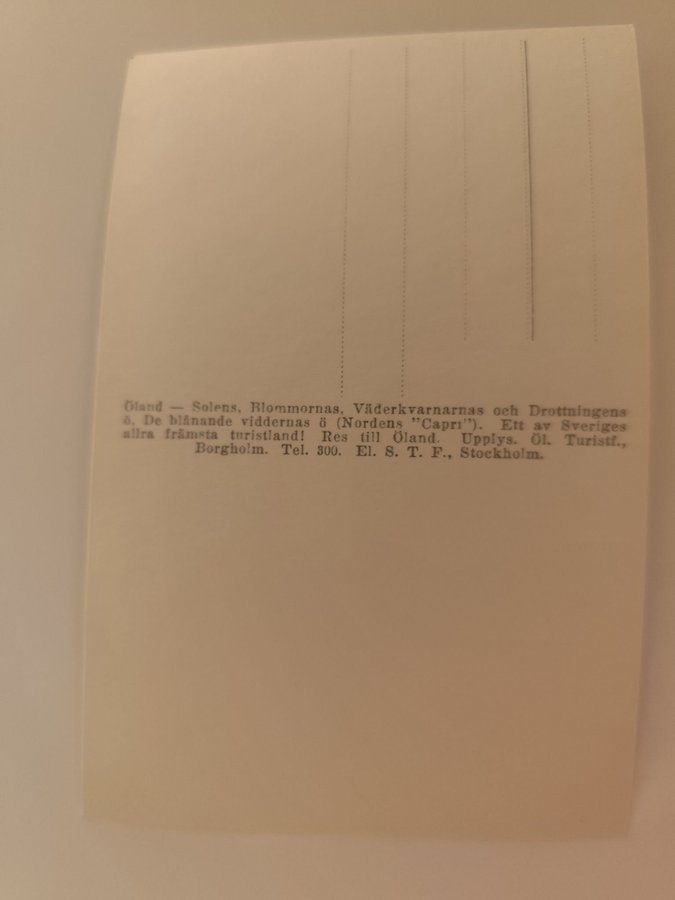 Öland — Solens, Blommornas, Väderkvarnarnas och Drottningens
ö. De blånande viddernas ö (Nordens "Capri"). Ett av Sveriges
allra främsta turistland! Res till Öland. Upplys. Öl. Turistf.,
Borgholm. Tel. 300. El. S. T. F., Stockholm.